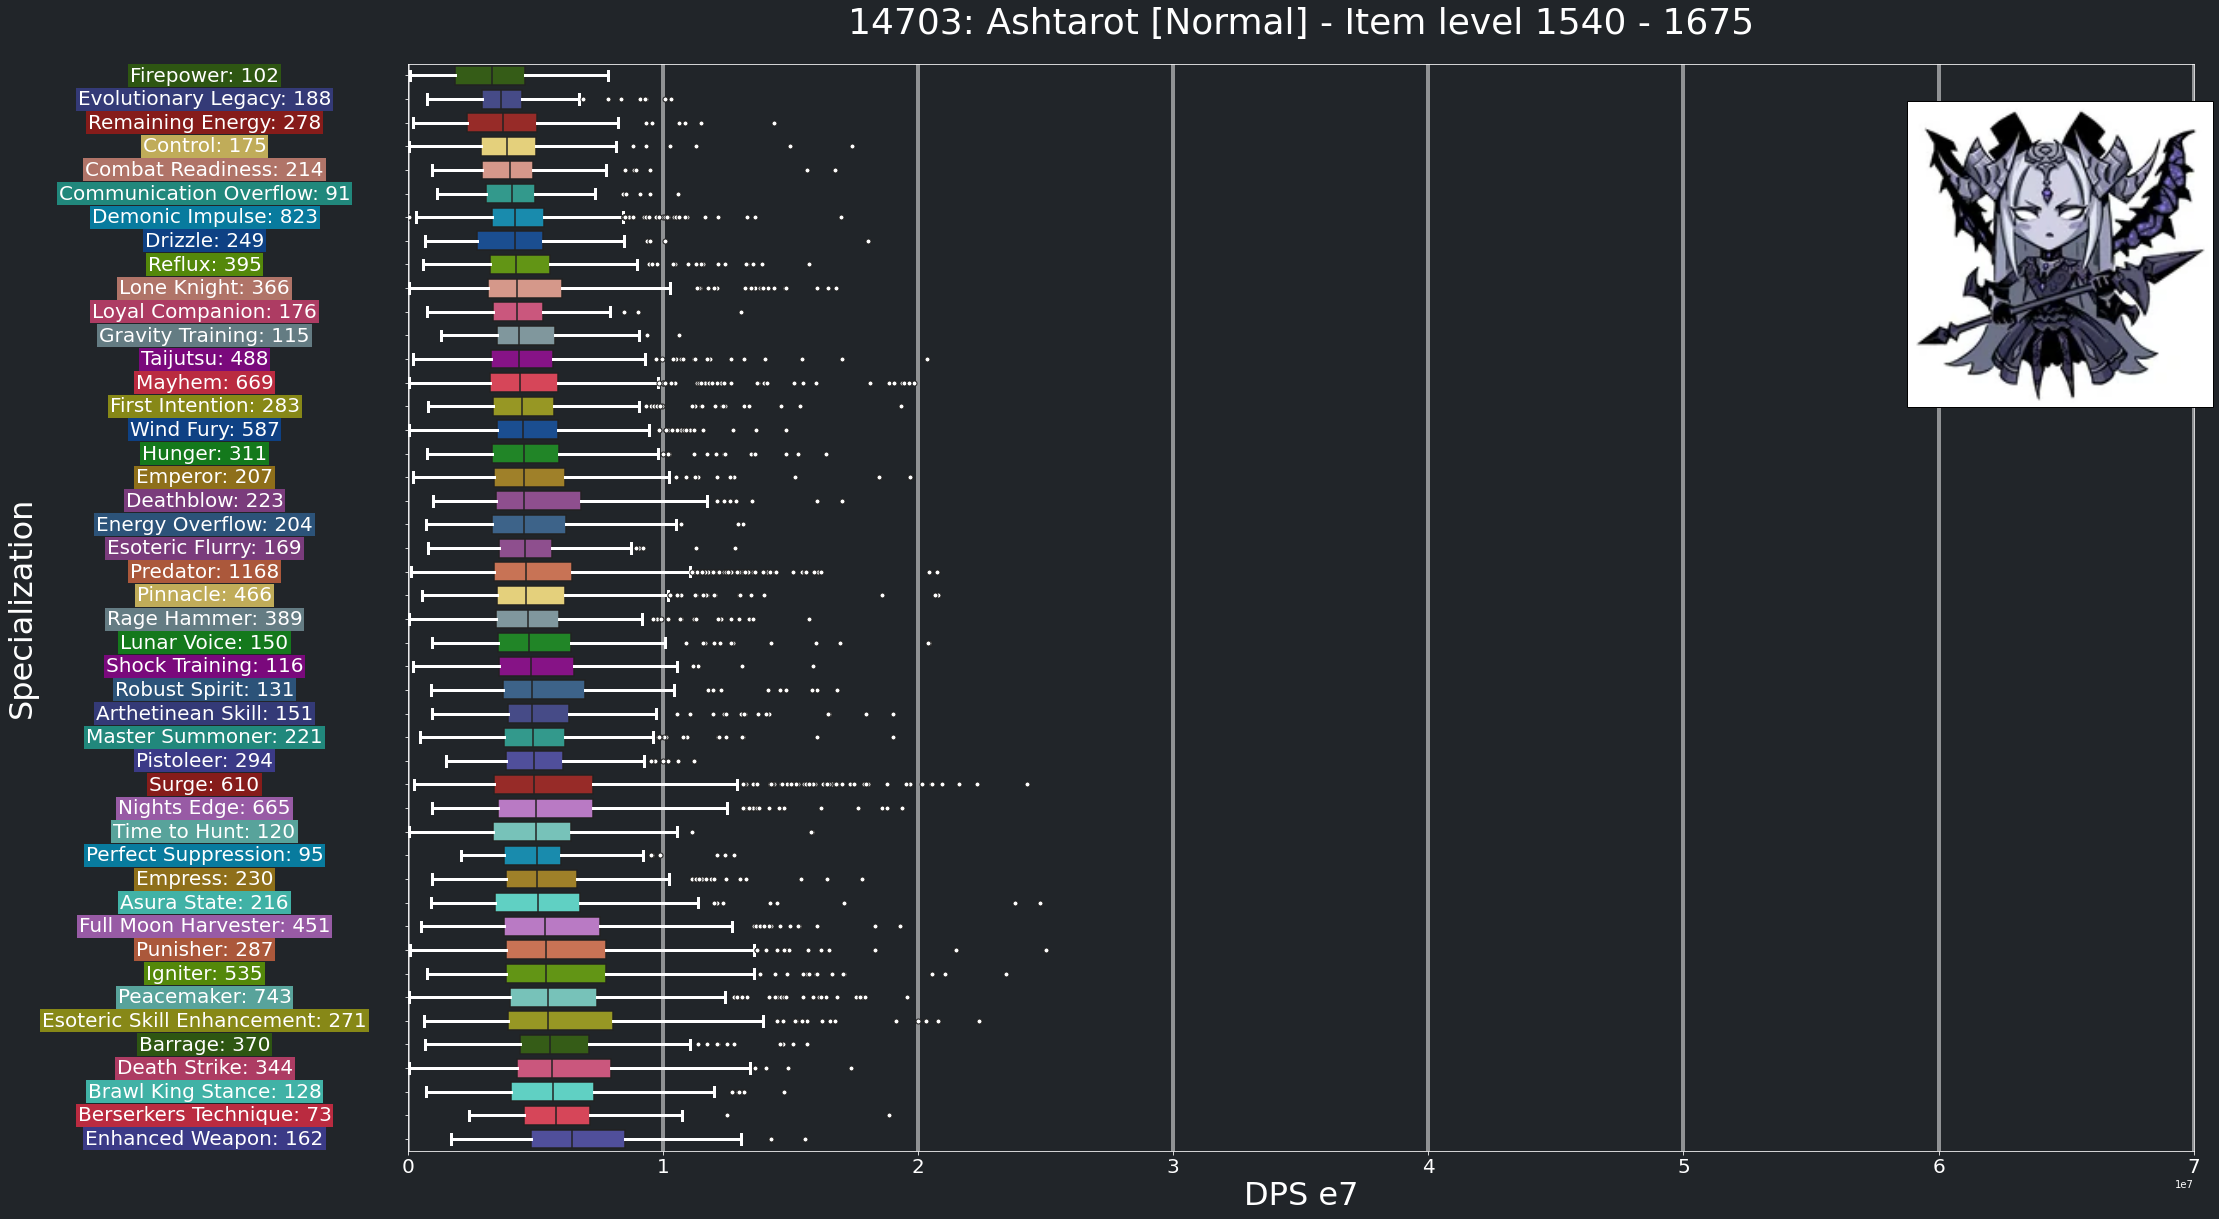 14703: Ashtarot [Normal] - Item level 1540 - 1675
Specialization
Firepower: 102
Evolutionary Legacy: 188
Remaining Energy: 278
Control: 175
Combat Readiness: 214
Communication Overflow: 91
Demonic Impulse: 823
Drizzle: 249
Reflux: 395
Lone Knight: 366
Loyal Companion: 176
Gravity Training: 115
Taijutsu: 488
Mayhem: 669
First Intention: 283
Wind Fury: 587
Hunger: 311
Emperor: 207
Deathblow: 223
Energy Overflow: 204
Esoteric Flurry: 169
Predator: 1168
Pinnacle: 466
Rage Hammer: 389
Lunar Voice: 150
Shock Training: 116
Robust Spirit: 131
Arthetinean Skill: 151
Master Summoner: 221
Pistoleer: 294
Surge: 610
Nights Edge: 665
Time to Hunt: 120
Perfect Suppression: 95
Empress: 230
Asura State: 216
Full Moon Harvester: 451
Punisher: 287
Igniter: 535
Peacemaker: 743
Esoteric Skill Enhancement: 271
Barrage: 370
Death Strike: 344
Brawl King Stance: 128
Berserkers Technique: 73
Enhanced Weapon: 162
0 1 2 3 4 5 6 7
DPS e7
1e7